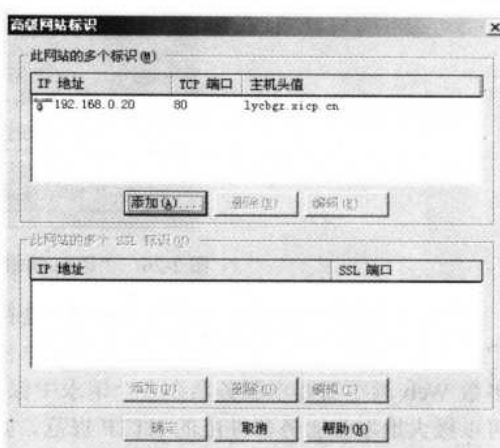 高级网站标识
此网站的多个标识(M)
IP 地址 TCP 端口 主机头值
192.168.0.20 80 lycbgz.xicp.cn
添加(A)... 删除(R) 编辑(E)
此网站的多个 SSL 标识(O)
IP 地址 SSL 端口
添加(D) 删除(O) 编辑(I)
确定 取消 帮助(H)